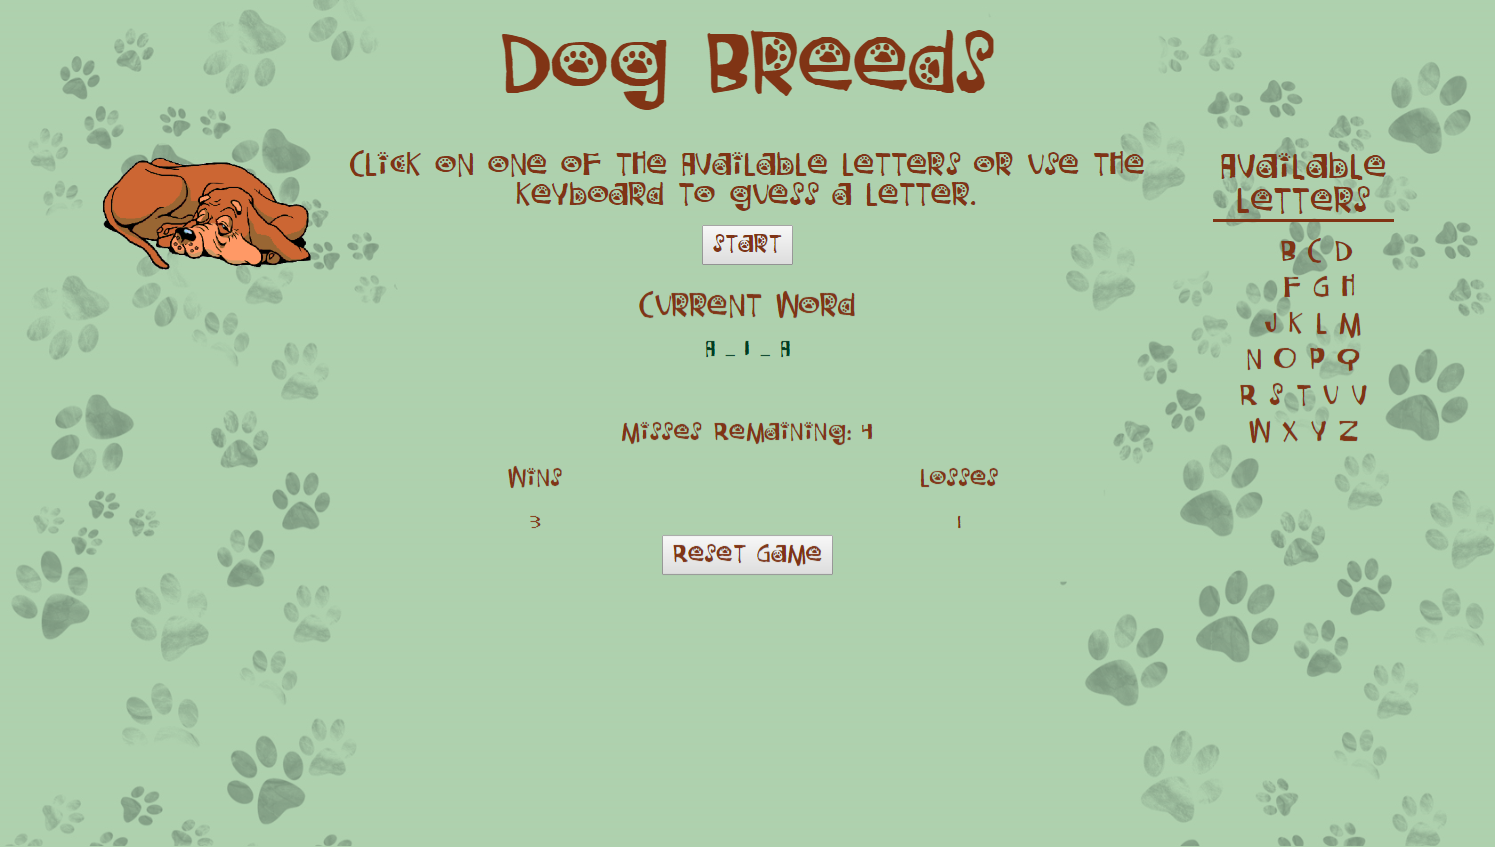 Dog Breeds
Click on one of the available letters or use the
keyboard to guess a letter.
Start
Current Word
A _ I _ A
Misses Remaining: 4
Wins
Losses
3
1
Reset Game
Available
Letters
B C D
F G H
J K L M
N O P Q
R S T U V
W X Y Z